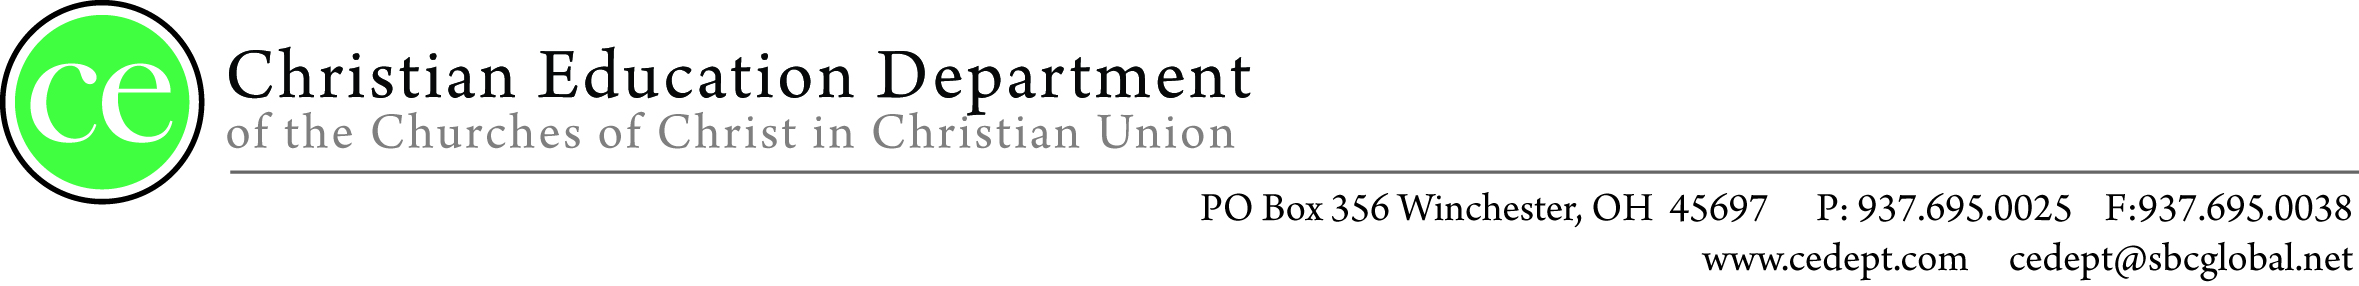 ce
Christian Education Department
of the Churches of Christ in Christian Union
PO Box 356 Winchester, OH  45697    P: 937.695.0025   F:937.695.0038
www.cedept.com    cedept@sbcglobal.net